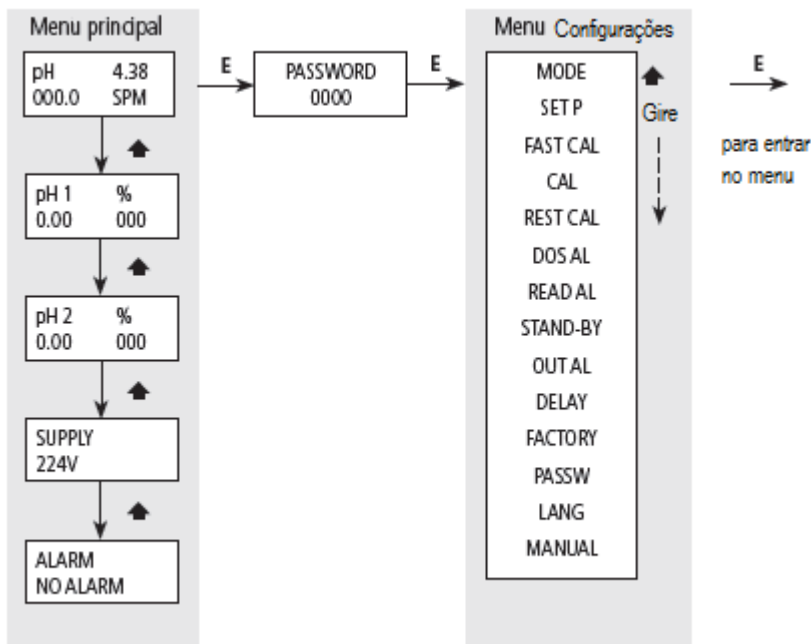 Menu principal
pH 4.38
000.0 SPM
pH 1 %
0.00 000
pH 2 %
0.00 000
SUPPLY
224V
ALARM
NO ALARM
E
PASSWORD
0000
E
Menu Configurações
MODE
SET P
FAST CAL
CAL
REST CAL
DOS AL
READ AL
STAND-BY
OUT AL
DELAY
FACTORY
PASSW
LANG
MANUAL
Gire
E
para entrar
no menu